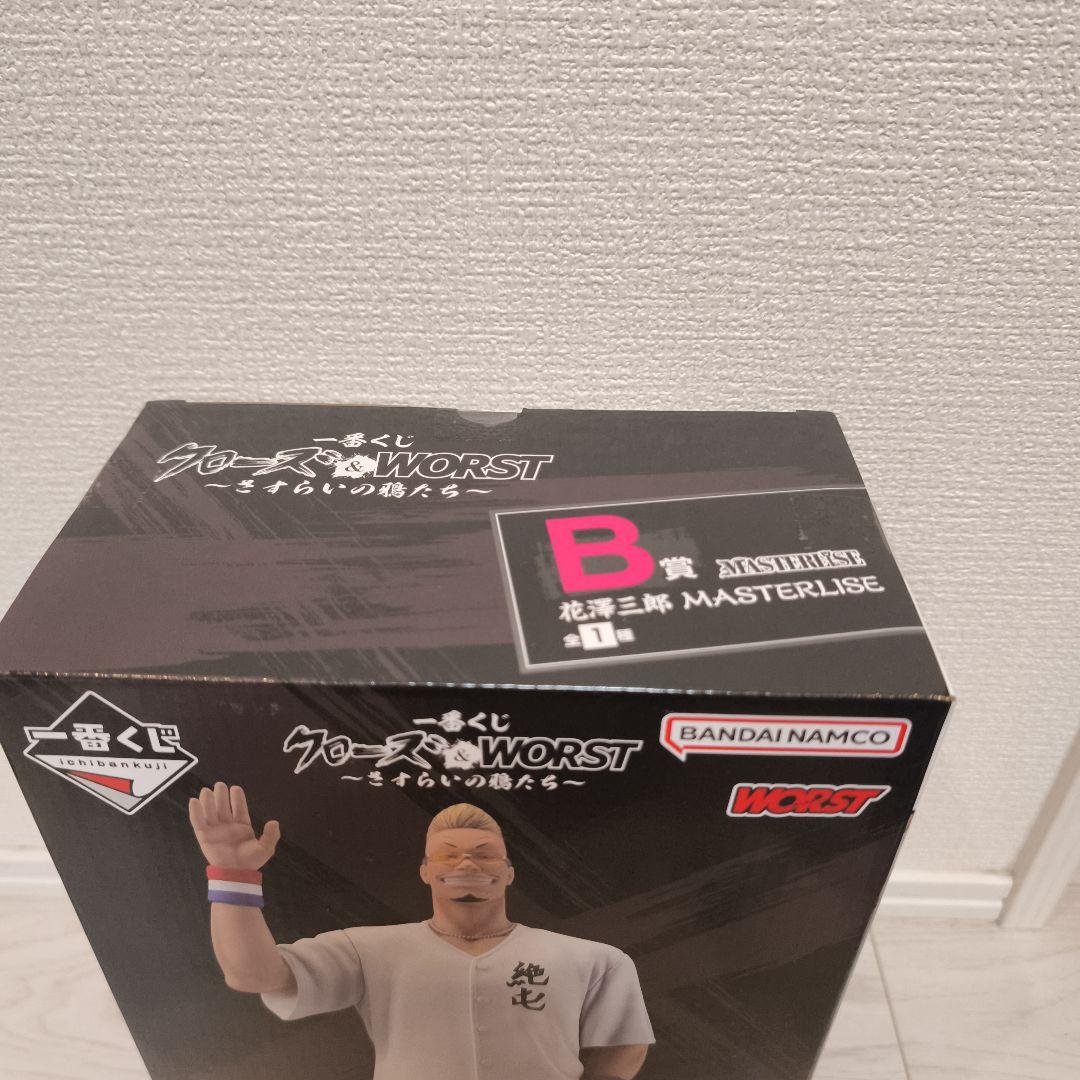 一番くじ
クローズ&WORST
～さすらいの鴉たち～
B賞 MASTERLISE
花澤三郎 MASTERLISE
全1種
一番くじ
ichibankuji
一番くじ
クローズ&WORST
～さすらいの鴉たち～
BANDAI NAMCO
WORST